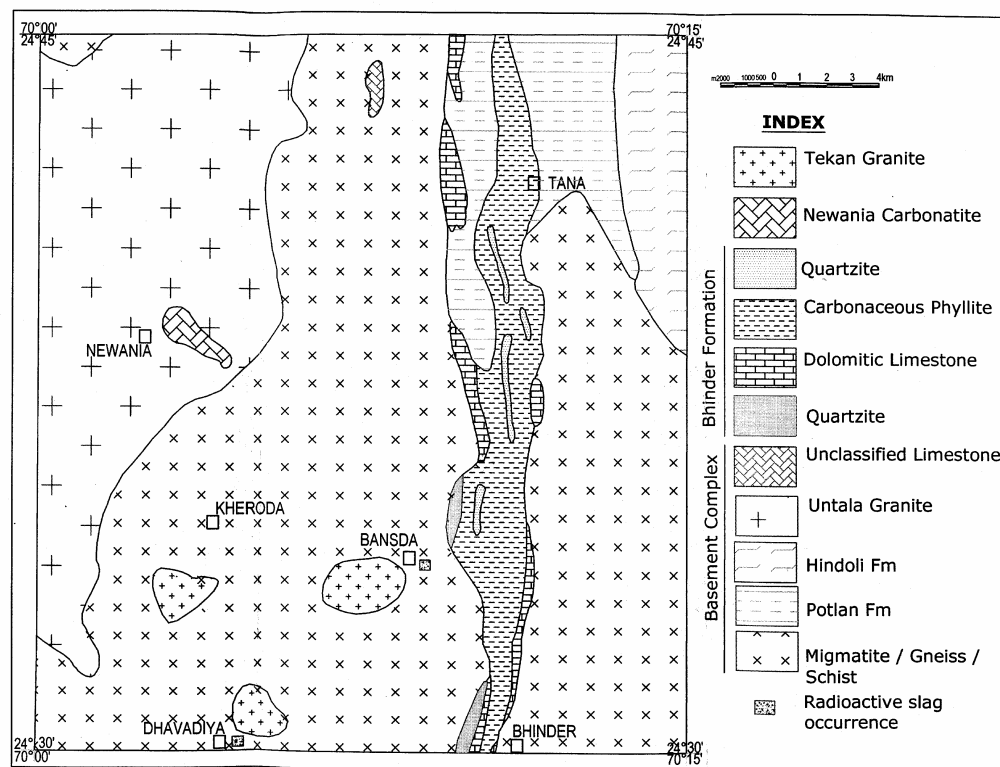 70°00'
24°45'
70°15'
24°45'
m2000 1000 500 0 1 2 3 4km
INDEX
Tekan Granite
Newania Carbonatite
Bhinder Formation
Quartzite
Carbonaceous Phyllite
Dolomitic Limestone
Quartzite
Basement Complex
Unclassified Limestone
Untala Granite
Hindoli Fm
Potlan Fm
Migmatite / Gneiss /
Schist
Radioactive slag
occurrence
TANA
NEWANIA
KHERODA
BANSDA
DHAVADIYA
BHINDER
24°30'
70°00'
24°30'
70°15'